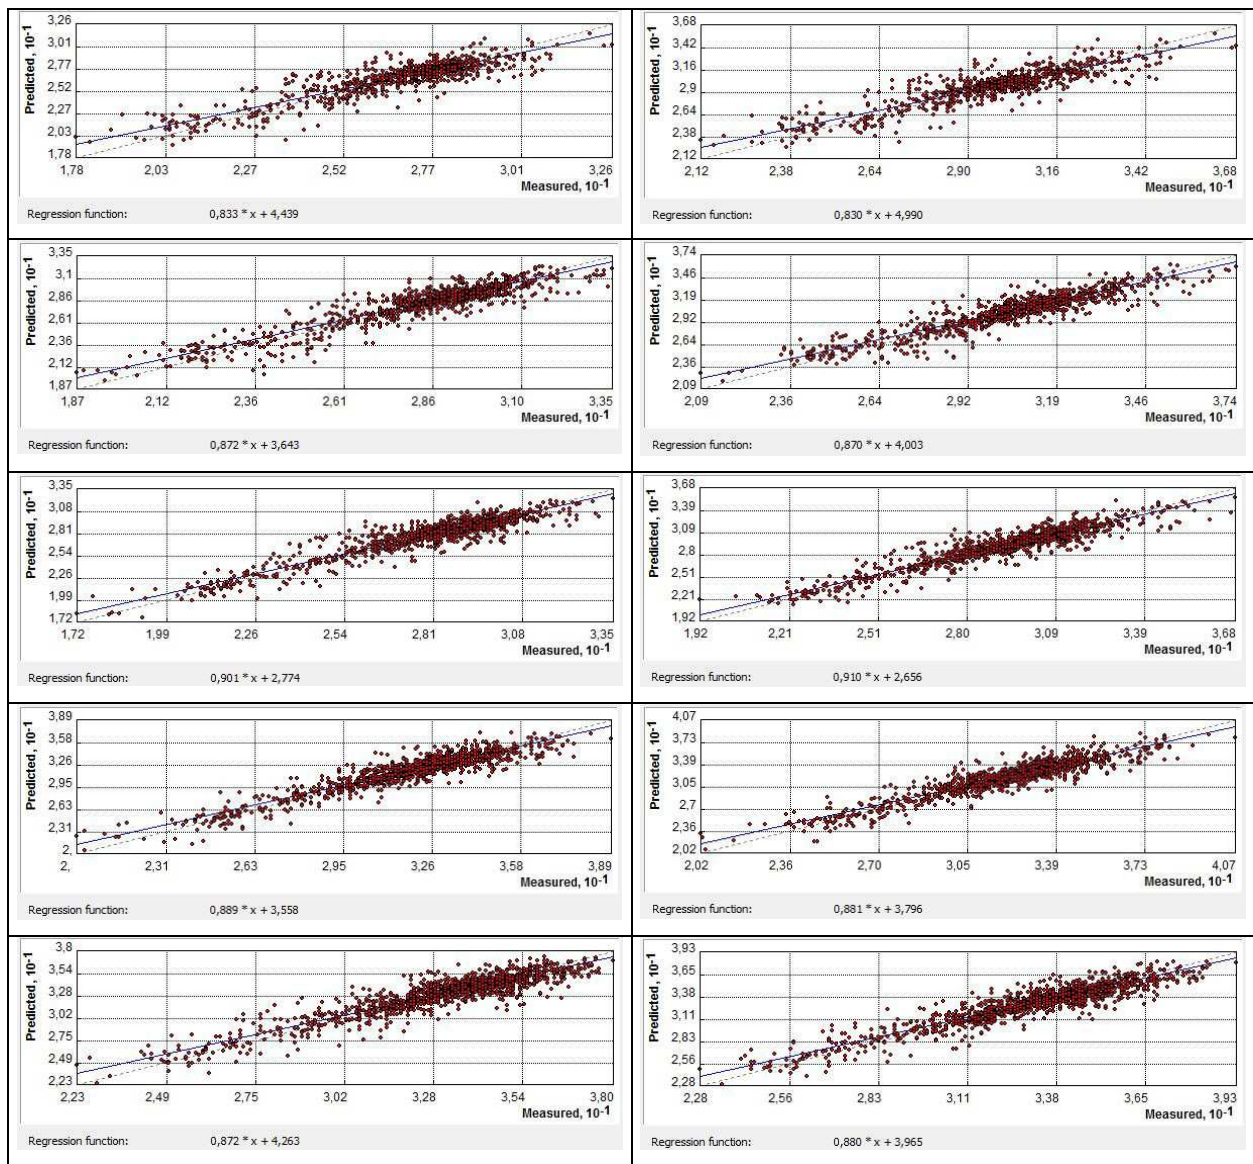 Predicted, 10-1
3,26
3,01
2,77
2,52
2,27
2,03
1,78
1,78 2,03 2,27 2,52 2,77 3,01 3,26
Measured, 10-1
Regression function: 0,833 * x + 4,439
Predicted, 10-1
3,68
3,42
3,16
2,9
2,64
2,38
2,12
2,12 2,38 2,64 2,90 3,16 3,42 3,68
Measured, 10-1
Regression function: 0,830 * x + 4,990
Predicted, 10-1
3,35
3,1
2,86
2,61
2,36
2,12
1,87
1,87 2,12 2,36 2,61 2,86 3,10 3,35
Measured, 10-1
Regression function: 0,872 * x + 3,643
Predicted, 10-1
3,74
3,46
3,19
2,92
2,64
2,36
2,09
2,09 2,36 2,64 2,92 3,19 3,46 3,74
Measured, 10-1
Regression function: 0,870 * x + 4,003
Predicted, 10-1
3,35
3,08
2,81
2,54
2,26
1,99
1,72
1,72 1,99 2,26 2,54 2,81 3,08 3,35
Measured, 10-1
Regression function: 0,901 * x + 2,774
Predicted, 10-1
3,68
3,39
3,09
2,8
2,51
2,21
1,92
1,92 2,21 2,51 2,80 3,09 3,39 3,68
Measured, 10-1
Regression function: 0,910 * x + 2,656
Predicted, 10-1
3,89
3,58
3,26
2,95
2,63
2,31
2,
2, 2,31 2,63 2,95 3,26 3,58 3,89
Measured, 10-1
Regression function: 0,889 * x + 3,558
Predicted, 10-1
4,07
3,73
3,39
3,05
2,7
2,36
2,02
2,02 2,36 2,70 3,05 3,39 3,73 4,07
Measured, 10-1
Regression function: 0,881 * x + 3,796
Predicted, 10-1
3,8
3,54
3,28
3,02
2,75
2,49
2,23
2,23 2,49 2,75 3,02 3,28 3,54 3,80
Measured, 10-1
Regression function: 0,872 * x + 4,263
Predicted, 10-1
3,93
3,65
3,38
3,11
2,83
2,56
2,28
2,28 2,56 2,83 3,11 3,38 3,65 3,93
Measured, 10-1
Regression function: 0,880 * x + 3,965